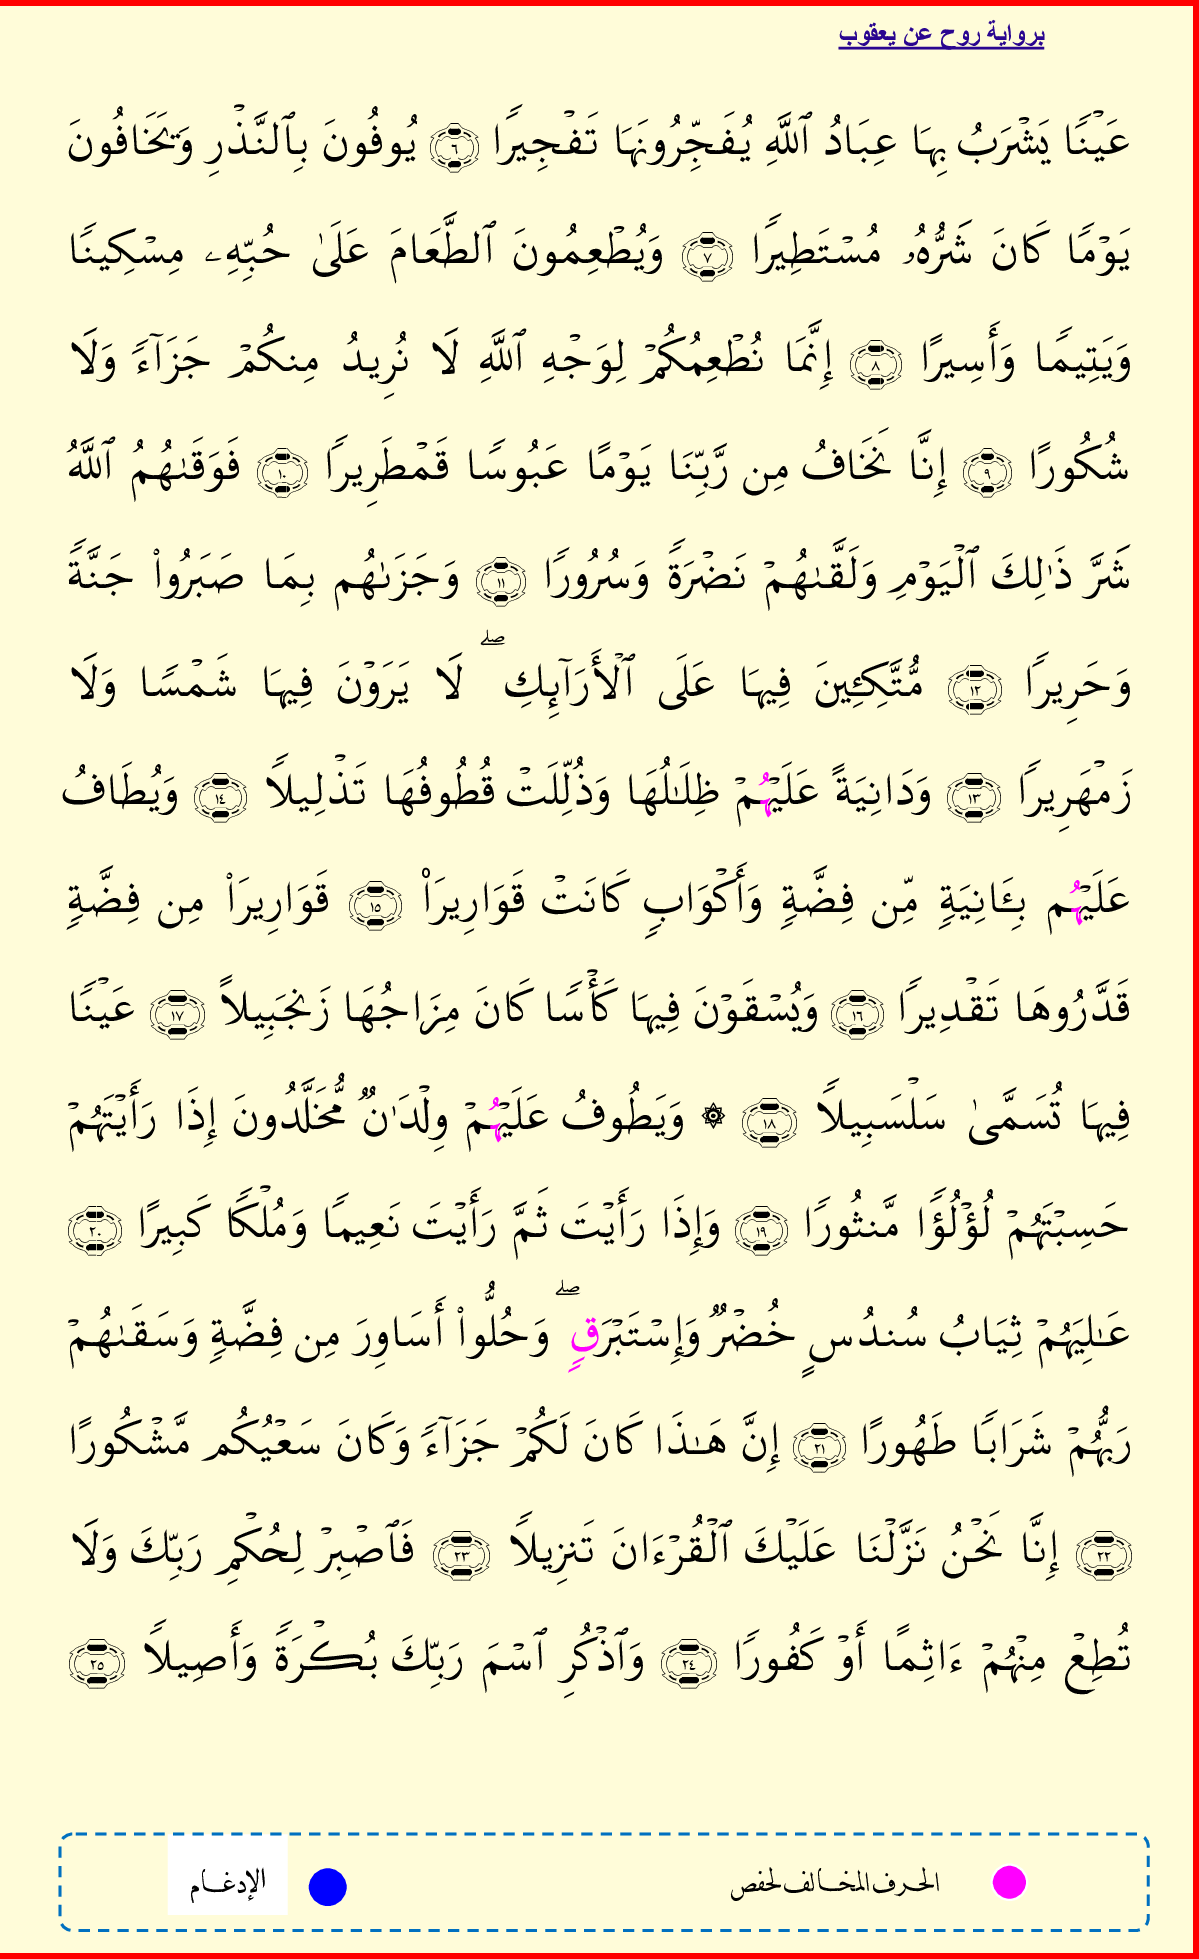 برواية روح عن يعقوب
عَيۡنٗا يَشۡرَبُ بِهَا عِبَادُ ٱللَّهِ يُفَجِّرُونَهَا تَفۡجِيرٗا ٦ يُوفُونَ بِٱلنَّذۡرِ وَيَخَافُونَ
يَوۡمٗا كَانَ شَرُّهُۥ مُسۡتَطِيرٗا ٧ وَيُطۡعِمُونَ ٱلطَّعَامَ عَلَىٰ حُبِّهِۦ مِسۡكِينٗا
وَيَتِيمٗا وَأَسِيرًا ٨ إِنَّمَا نُطۡعِمُكُمۡ لِوَجۡهِ ٱللَّهِ لَا نُرِيدُ مِنكُمۡ جَزَآءٗ وَلَا
شُكُورًا ٩ إِنَّا نَخَافُ مِن رَّبِّنَا يَوۡمًا عَبُوسٗا قَمۡطَرِيرٗا ١٠ فَوَقَىٰهُمُ ٱللَّهُ
شَرَّ ذَٰلِكَ ٱلۡيَوۡمِ وَلَقَّىٰهُمۡ نَضۡرَةٗ وَسُرُورٗا ١١ وَجَزَىٰهُم بِمَا صَبَرُواْ جَنَّةٗ
وَحَرِيرٗا ١٢ مُّتَّكِـِٔينَ فِيهَا عَلَى ٱلۡأَرَآئِكِۖ لَا يَرَوۡنَ فِيهَا شَمۡسٗا وَلَا
زَمۡهَرِيرٗا ١٣ وَدَانِيَةً عَلَيۡهُمۡ ظِلَٰلُهَا وَذُلِّلَتۡ قُطُوفُهَا تَذۡلِيلٗا ١٤ وَيُطَافُ
عَلَيۡهُم بِـَٔانِيَةٖ مِّن فِضَّةٖ وَأَكۡوَابٖ كَانَتۡ قَوَارِيرَا۠ ١٥ قَوَارِيرَاْ مِن فِضَّةٖ
قَدَّرُوهَا تَقۡدِيرٗا ١٦ وَيُسۡقَوۡنَ فِيهَا كَأۡسٗا كَانَ مِزَاجُهَا زَنجَبِيلًا ١٧ عَيۡنٗا
فِيهَا تُسَمَّىٰ سَلۡسَبِيلٗا ١٨ ۞ وَيَطُوفُ عَلَيۡهُمۡ وِلۡدَٰنٞ مُّخَلَّدُونَ إِذَا رَأَيۡتَهُمۡ
حَسِبۡتَهُمۡ لُؤۡلُؤٗا مَّنثُورٗا ١٩ وَإِذَا رَأَيۡتَ ثَمَّ رَأَيۡتَ نَعِيمٗا وَمُلۡكٗا كَبِيرًا ٢٠
عَٰلِيَهُمۡ ثِيَابُ سُندُسٍ خُضۡرٞ وَإِسۡتَبۡرَقٖۖ وَحُلُّوٓاْ أَسَاوِرَ مِن فِضَّةٖ وَسَقَىٰهُمۡ
رَبُّهُمۡ شَرَابٗا طَهُورًا ٢١ إِنَّ هَٰذَا كَانَ لَكُمۡ جَزَآءٗ وَكَانَ سَعۡيُكُم مَّشۡكُورًا
٢٢ إِنَّا نَحۡنُ نَزَّلۡنَا عَلَيۡكَ ٱلۡقُرۡءَانَ تَنزِيلٗا ٢٣ فَٱصۡبِرۡ لِحُكۡمِ رَبِّكَ وَلَا
تُطِعۡ مِنۡهُمۡ ءَاثِمًا أَوۡ كَفُورٗا ٢٤ وَٱذۡكُرِ ٱسۡمَ رَبِّكَ بُكۡرَةٗ وَأَصِيلٗا ٢٥
الحرف المخالف لحفص
الإدغام